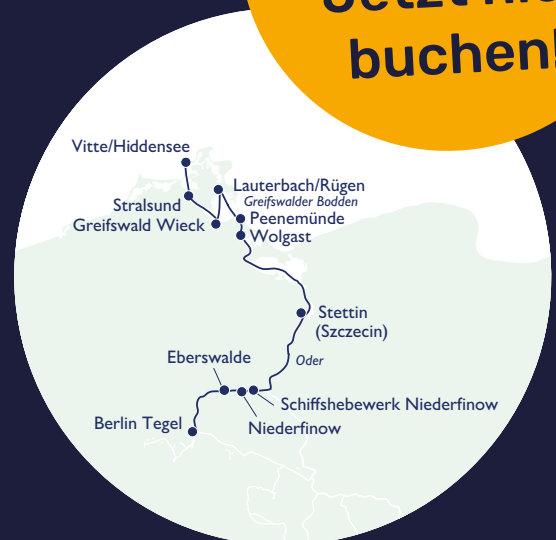 Jetzt
buchen!
Vitte/Hiddensee
Lauterbach/Rügen
Greifswalder Bodden
Stralsund
Peenemünde
Greifswald Wieck
Wolgast
Stettin
(Szczecin)
Eberswalde
Oder
Schiffshebewerk Niederfinow
Berlin Tegel
Niederfinow